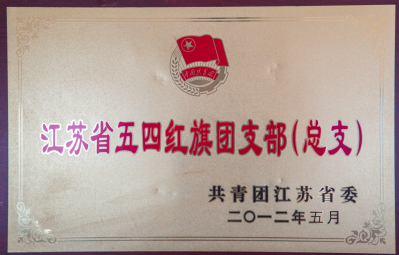 江苏省五四红旗团支部(总支)
共青团江苏省委
二〇一二年五月